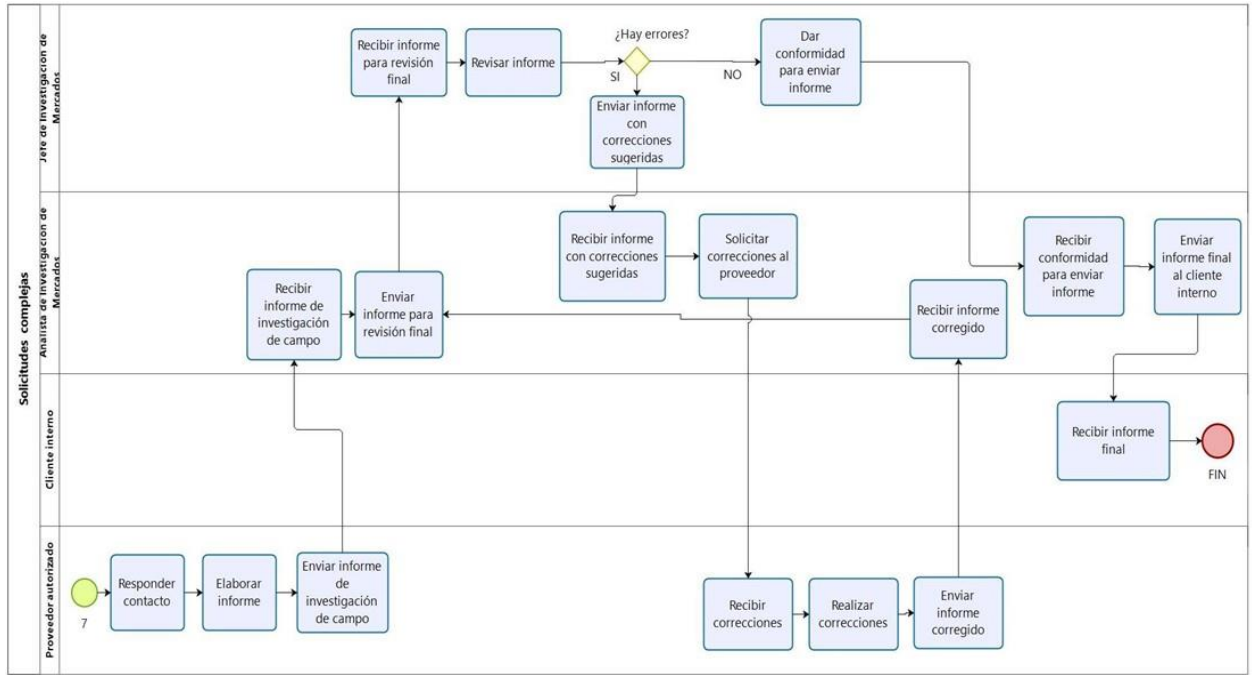 Solicitudes complejas
Jefe de Investigacion de
Mercados
Recibir informe
para revisión
final
Revisar informe
¿Hay errores?
SI
NO
Enviar informe
con
correcciones
sugeridas
Dar
conformidad
para enviar
informe
Analista de Investigacion de
Mercados
Recibir
informe de
investigación
de campo
Enviar
informe para
revisión final
Recibir informe
con correcciones
sugeridas
Solicitar
correcciones al
proveedor
Recibir informe
corregido
Recibir
conformidad
para enviar
informe
Enviar
informe final
al cliente
interno
Cliente interno
Recibir informe
final
FIN
Proveedor autorizado
7
Responder
contacto
Elaborar
informe
Enviar informe
de
investigación
de campo
Recibir
correcciones
Realizar
correcciones
Enviar
informe
corregido